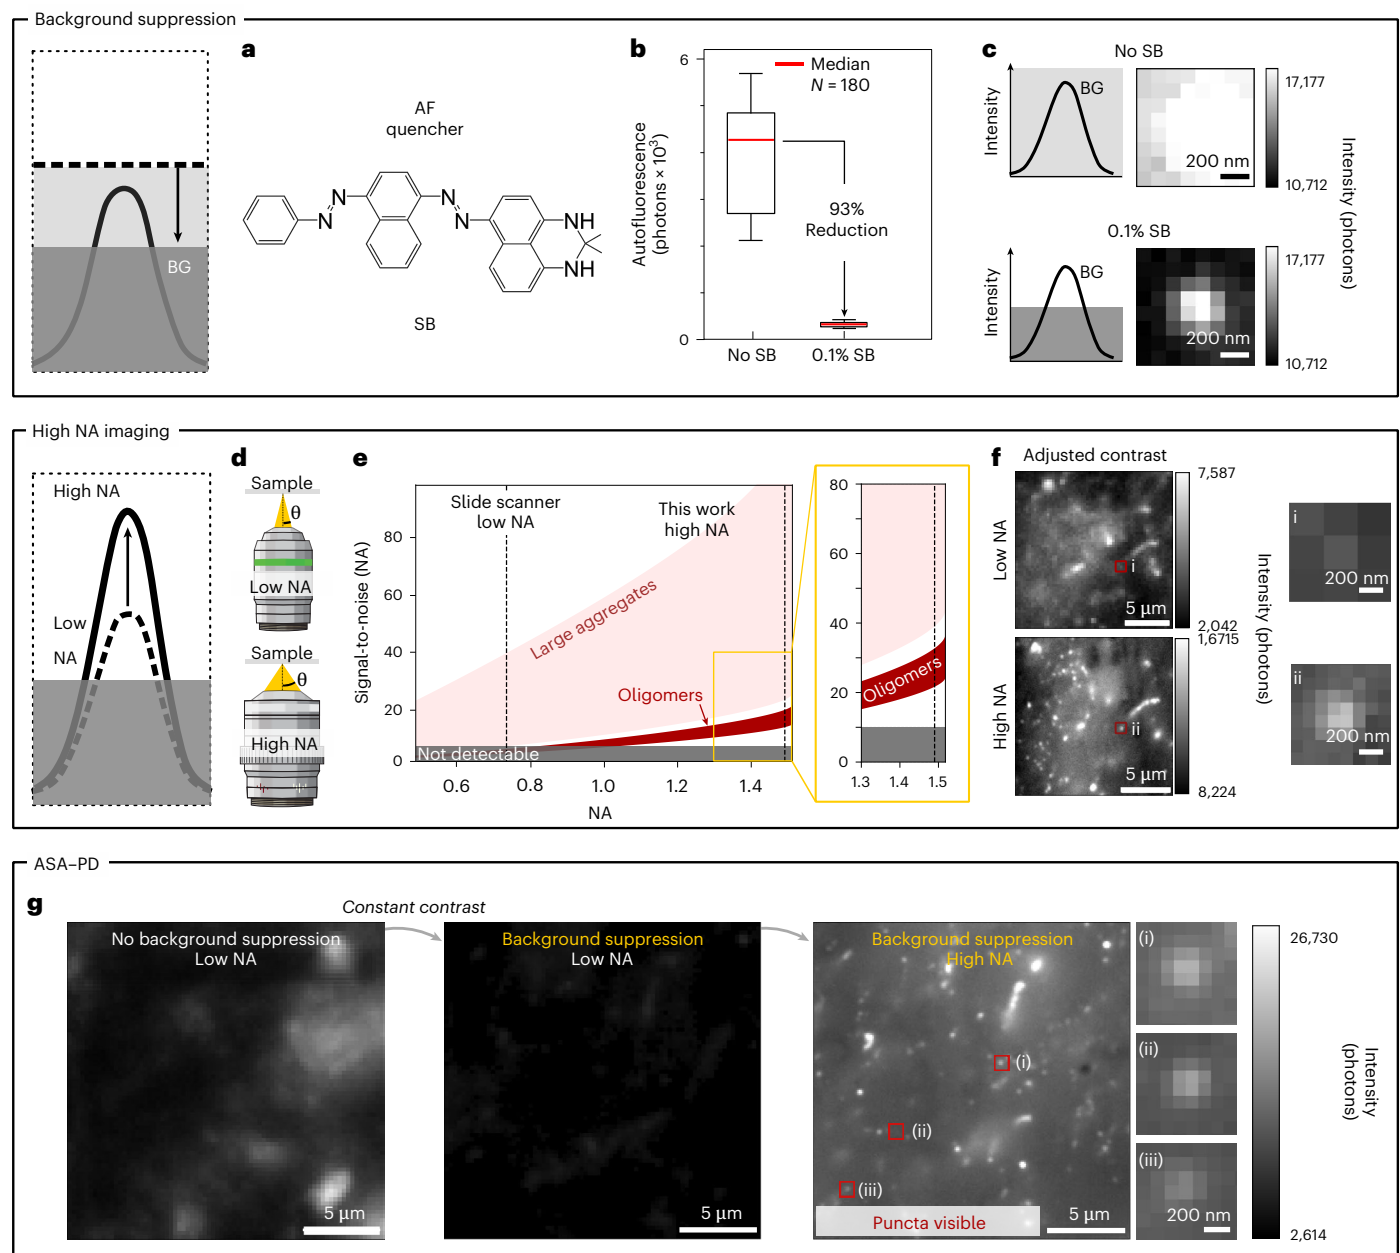 Background suppression
BG
a
AF
quencher
N
N
N
N
NH
NH
SB
b
Autofluorescence
(photons × 10³)
6
0
Median
N = 180
93%
Reduction
No SB
0.1% SB
c
No SB
Intensity
BG
200 nm
17,177
10,712
0.1% SB
Intensity
BG
200 nm
17,177
10,712
Intensity (photons)
High NA imaging
High NA
Low
NA
d
Sample
θ
Low NA
Sample
θ
High NA
e
Signal-to-noise (NA)
80
60
40
20
0
Slide scanner
low NA
This work
high NA
Large aggregates
Oligomers
Not detectable
0.6
0.8
1.0
1.2
1.4
NA
80
60
40
20
0
Oligomers
1.3
1.4
1.5
f
Adjusted contrast
Low NA
i
5 µm
7,587
2,042
High NA
ii
5 µm
1,6715
8,224
Intensity (photons)
i
200 nm
ii
200 nm
ASA–PD
g
Constant contrast
No background suppression
Low NA
5 µm
Background suppression
Low NA
5 µm
Background suppression
High NA
(i)
(ii)
(iii)
Puncta visible
5 µm
(i)
(ii)
(iii)
200 nm
26,730
2,614
Intensity
(photons)